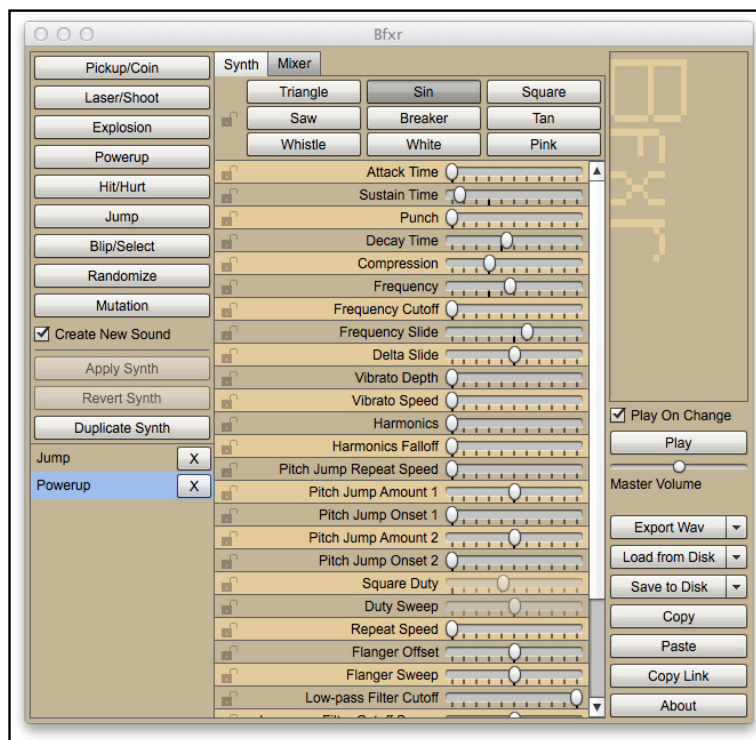 Bfxr
Pickup/Coin
Laser/Shoot
Explosion
Powerup
Hit/Hurt
Jump
Blip/Select
Randomize
Mutation
Create New Sound
Apply Synth
Revert Synth
Duplicate Synth
Jump X
Powerup X
Synth Mixer
Triangle Sin Square
Saw Breaker Tan
Whistle White Pink
Attack Time
Sustain Time
Punch
Decay Time
Compression
Frequency
Frequency Cutoff
Frequency Slide
Delta Slide
Vibrato Depth
Vibrato Speed
Harmonics
Harmonics Falloff
Pitch Jump Repeat Speed
Pitch Jump Amount 1
Pitch Jump Onset 1
Pitch Jump Amount 2
Pitch Jump Onset 2
Square Duty
Duty Sweep
Repeat Speed
Flanger Offset
Flanger Sweep
Low-pass Filter Cutoff
Bfxr
Play On Change
Play
Master Volume
Export Wav
Load from Disk
Save to Disk
Copy
Paste
Copy Link
About